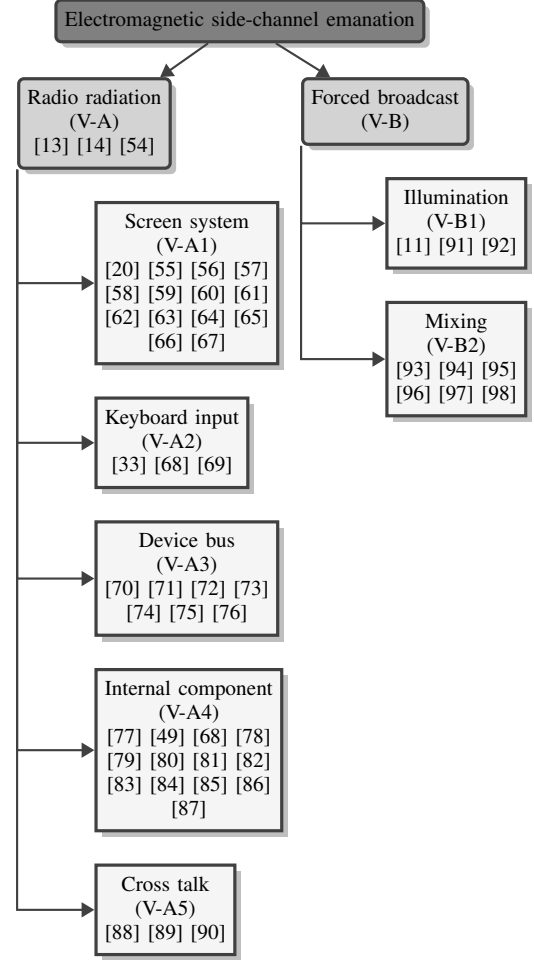 Electromagnetic side-channel emanation
Radio radiation
(V-A)
[13] [14] [54]
Screen system
(V-A1)
[20] [55] [56] [57]
[58] [59] [60] [61]
[62] [63] [64] [65]
[66] [67]
Keyboard input
(V-A2)
[33] [68] [69]
Device bus
(V-A3)
[70] [71] [72] [73]
[74] [75] [76]
Internal component
(V-A4)
[77] [49] [68] [78]
[79] [80] [81] [82]
[83] [84] [85] [86]
[87]
Cross talk
(V-A5)
[88] [89] [90]
Forced broadcast
(V-B)
Illumination
(V-B1)
[11] [91] [92]
Mixing
(V-B2)
[93] [94] [95]
[96] [97] [98]